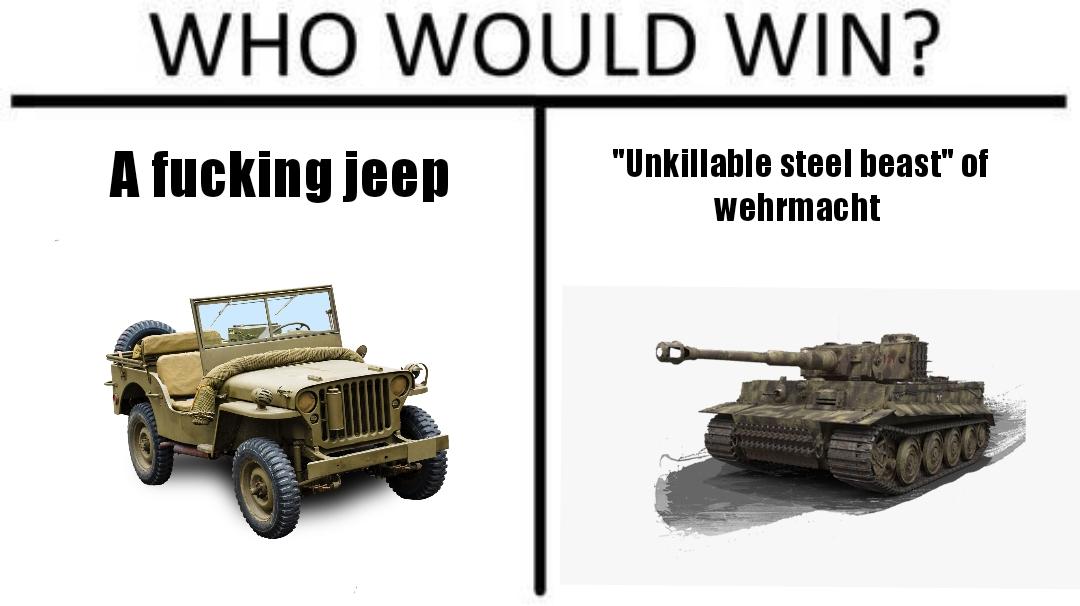 WHO WOULD WIN?
A fucking jeep
"Unkillable steel beast" of
wehrmacht